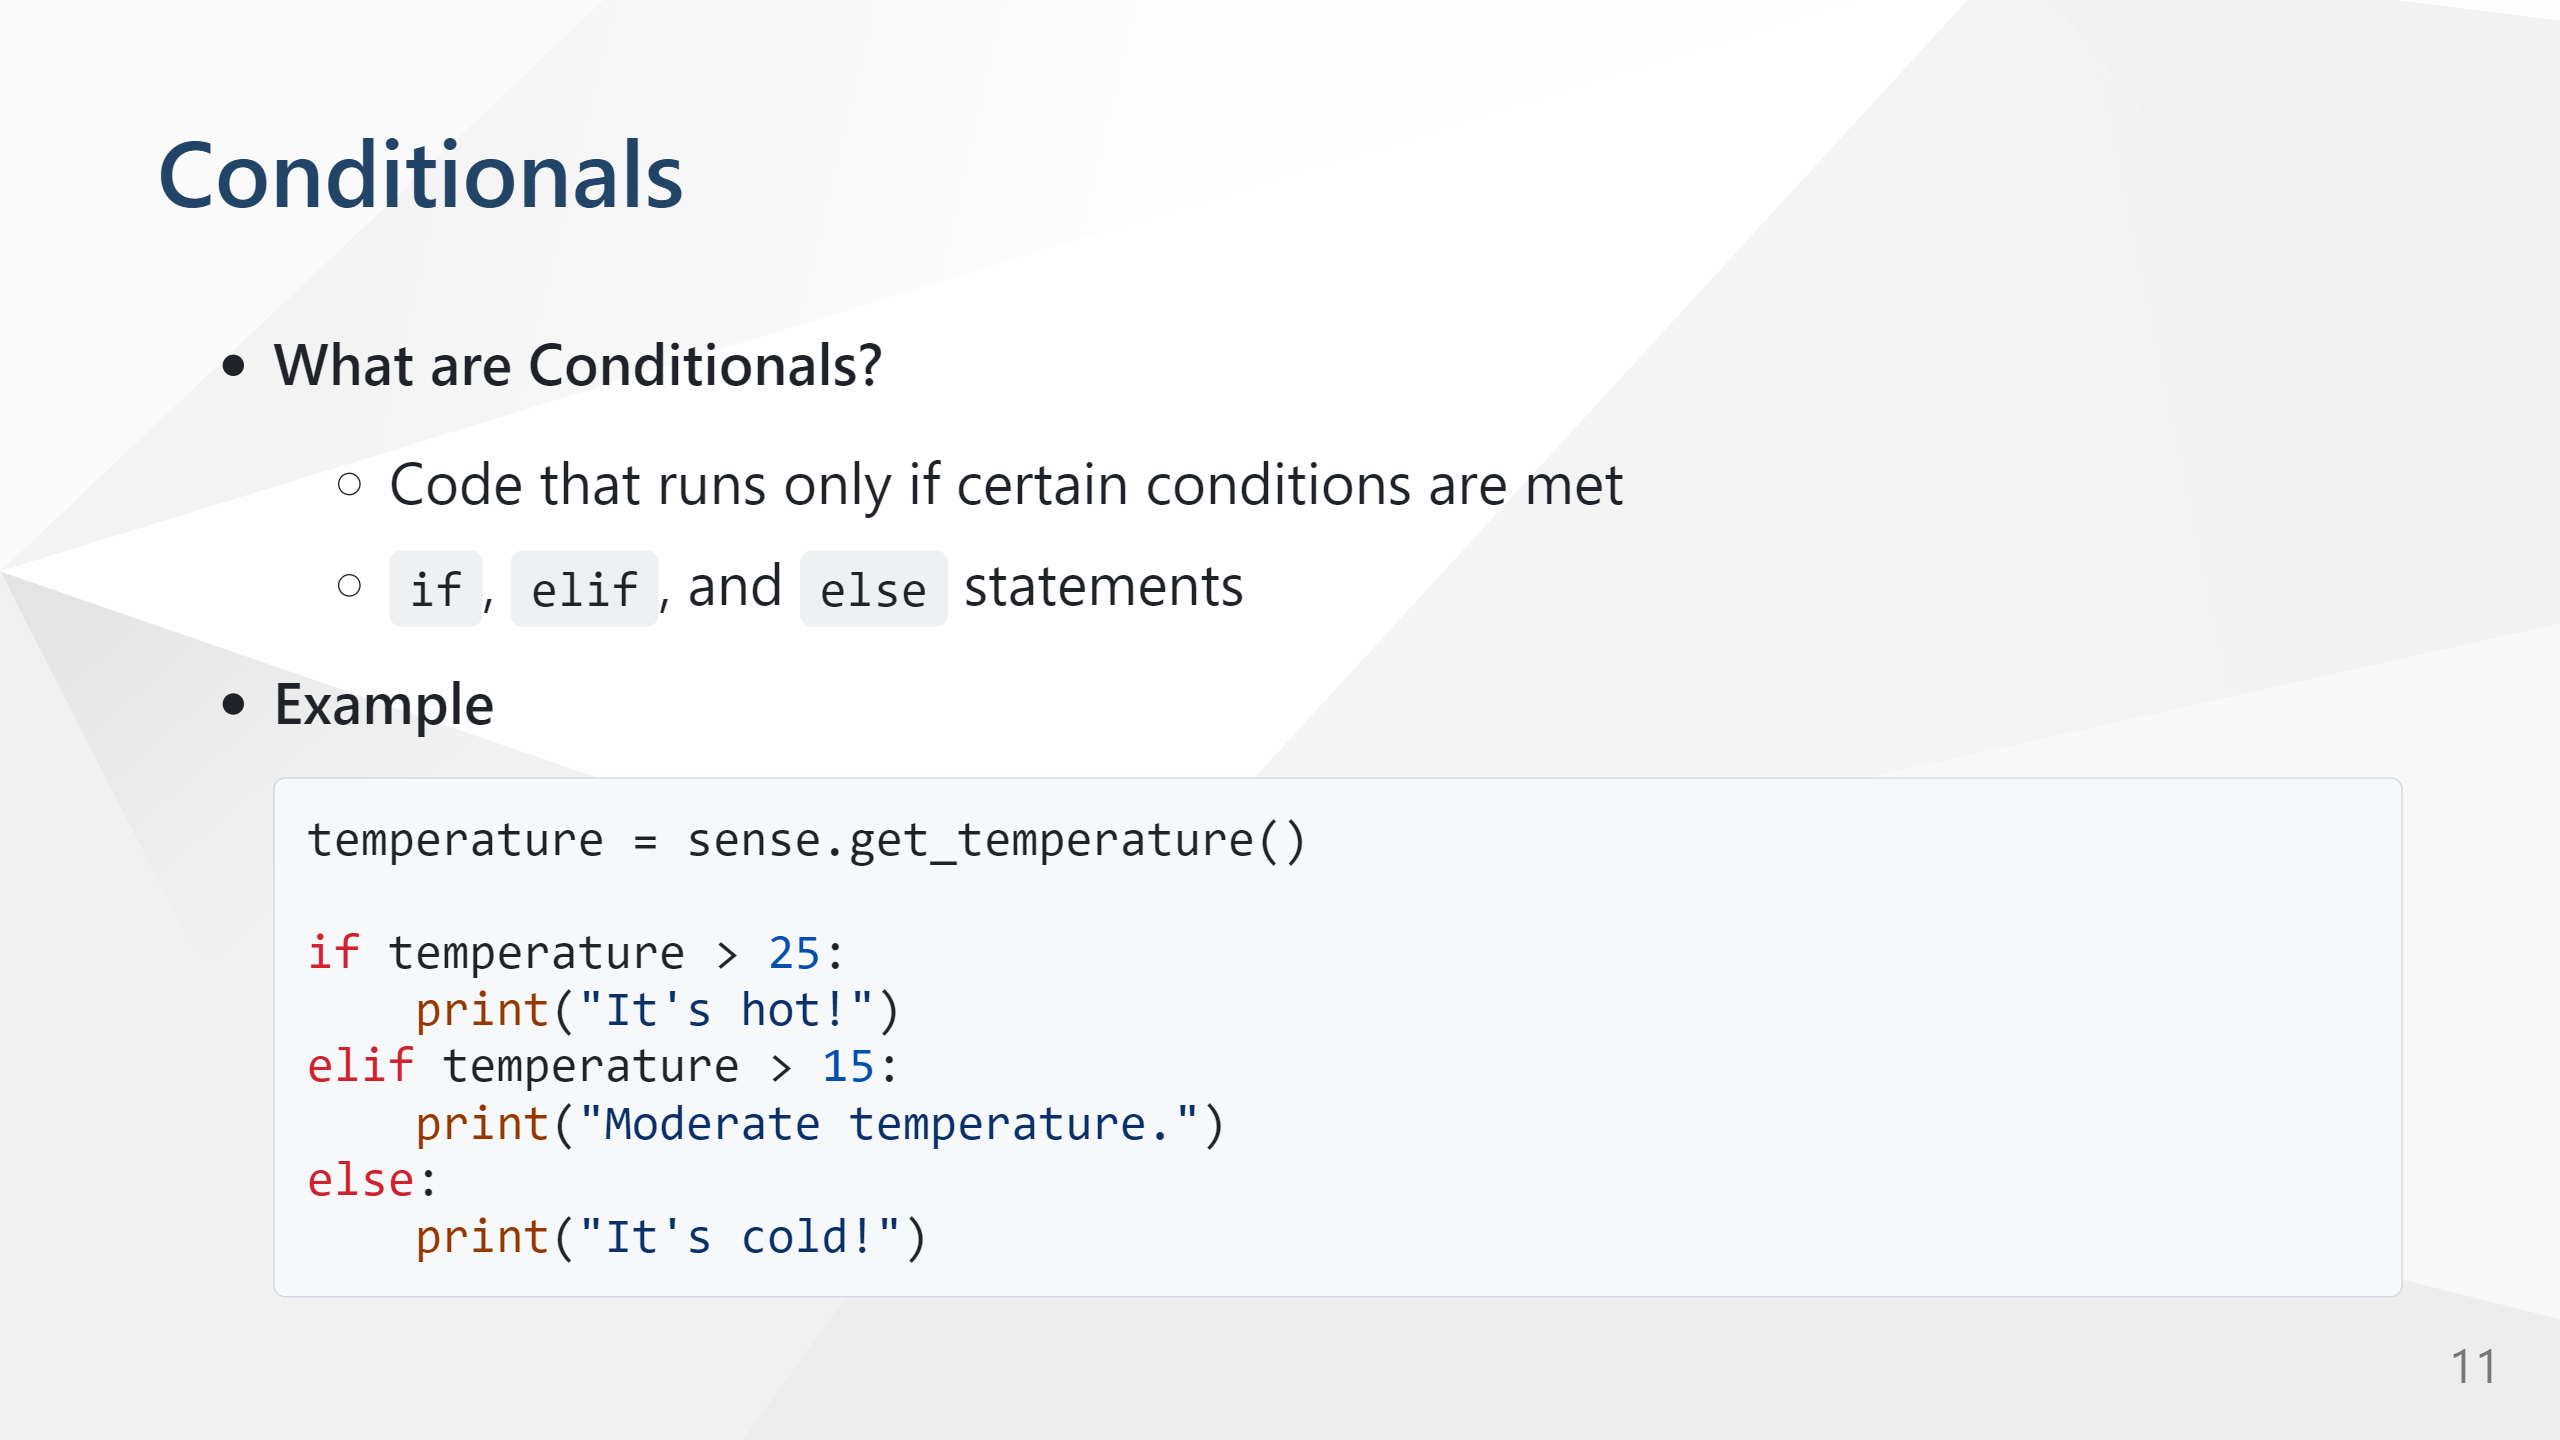 Conditionals
• What are Conditionals?
○ Code that runs only if certain conditions are met
○ if, elif, and else statements
• Example
temperature = sense.get_temperature()

if temperature > 25:
    print("It's hot!")
elif temperature > 15:
    print("Moderate temperature.")
else:
    print("It's cold!")
11